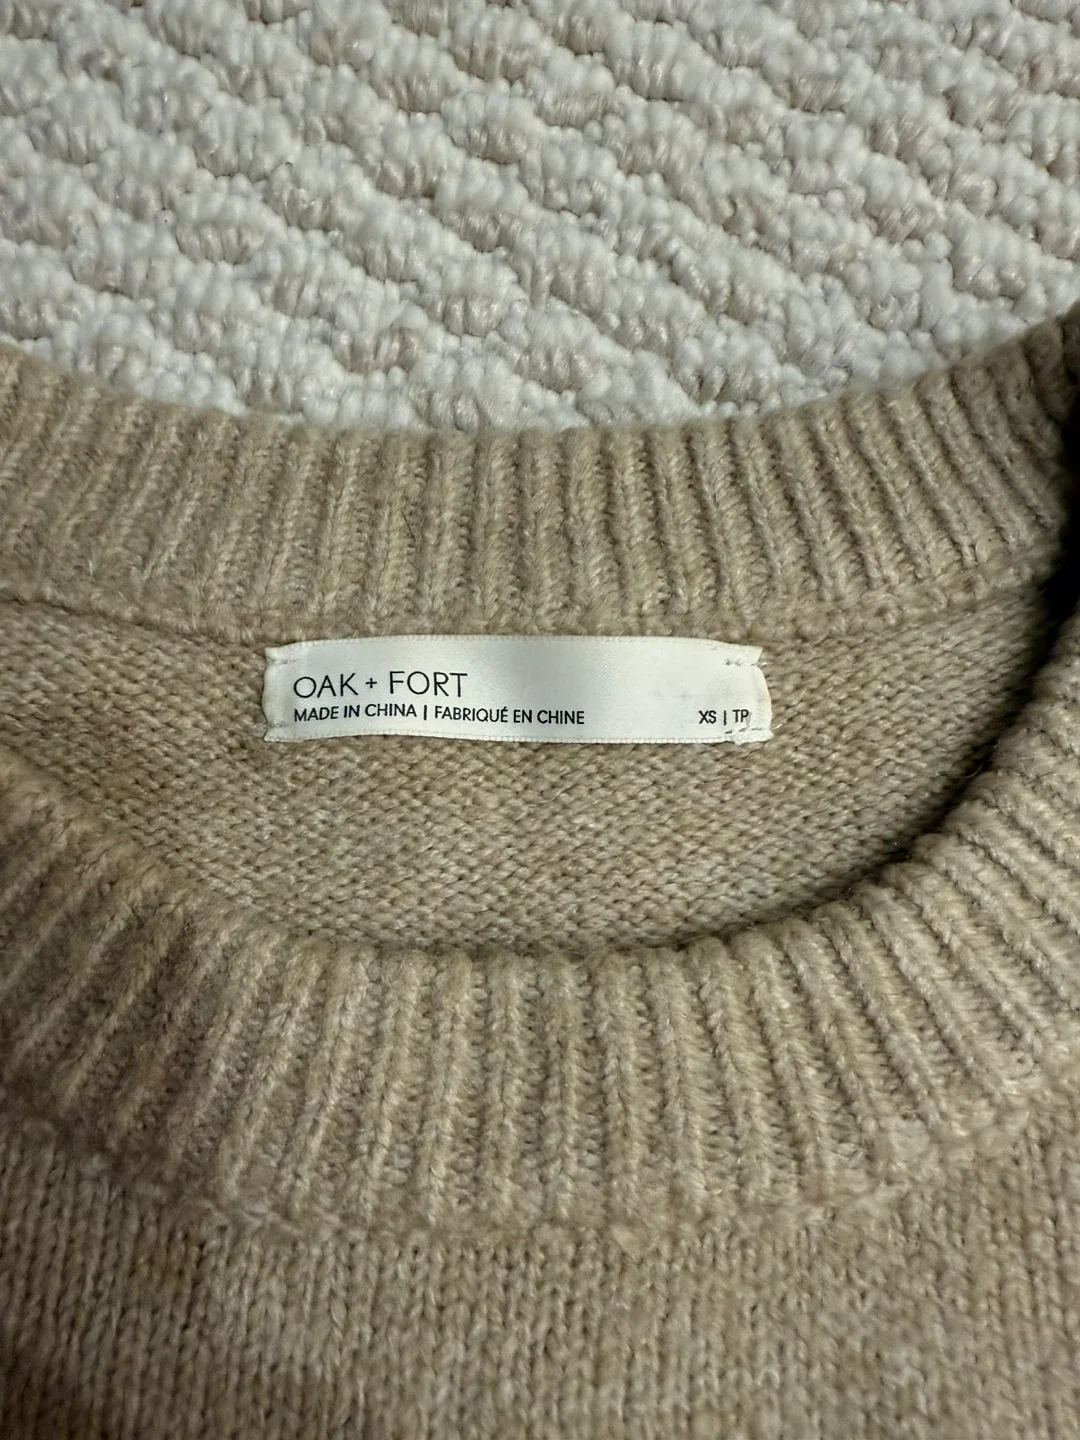 OAK + FORT
MADE IN CHINA | FABRIQUÉ EN CHINE XS | TP